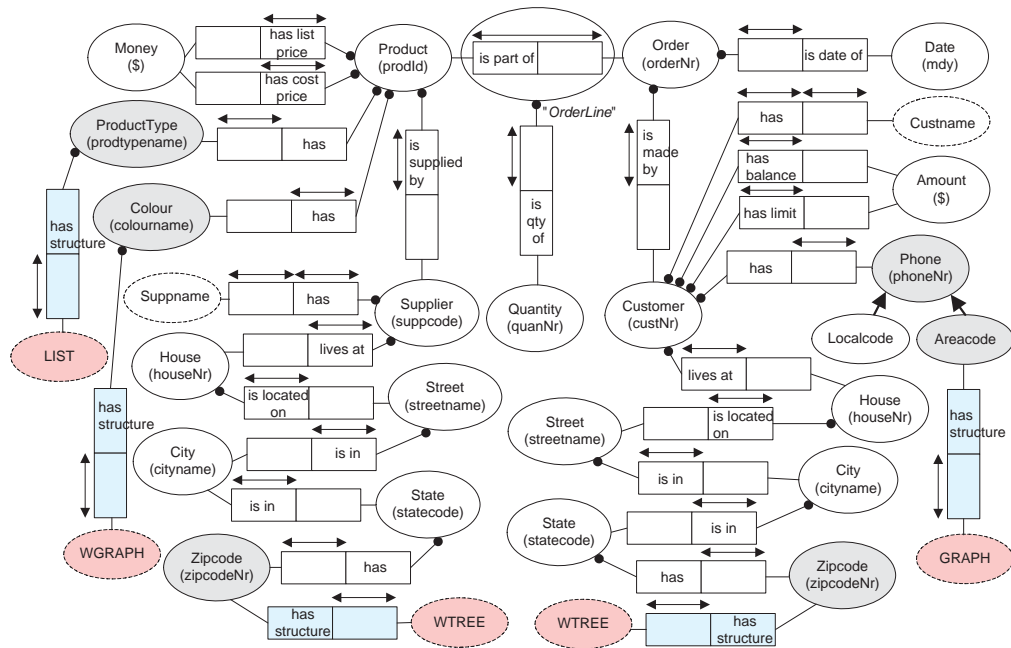 Money
($)
has list
price
has cost
price
Product
(prodId)
is part of
Order
(orderNr)
is date of
Date
(mdy)
"OrderLine"
ProductType
(prodtypename)
has
is
supplied
by
is
qty
of
is
made
by
has
Custname
has
balance
has limit
Amount
($)
Colour
(colourname)
has
has
structure
has
Phone
(phoneNr)
Suppname
has
Supplier
(suppcode)
Quantity
(quanNr)
Customer
(custNr)
Localcode
Areacode
LIST
House
(houseNr)
lives at
is located
on
Street
(streetname)
lives at
House
(houseNr)
is located
on
Street
(streetname)
has
structure
has
structure
City
(cityname)
is in
is in
State
(statecode)
is in
City
(cityname)
State
(statecode)
is in
WGRAPH
Zipcode
(zipcodeNr)
has
has
structure
WTREE
has
Zipcode
(zipcodeNr)
WTREE
has
structure
GRAPH